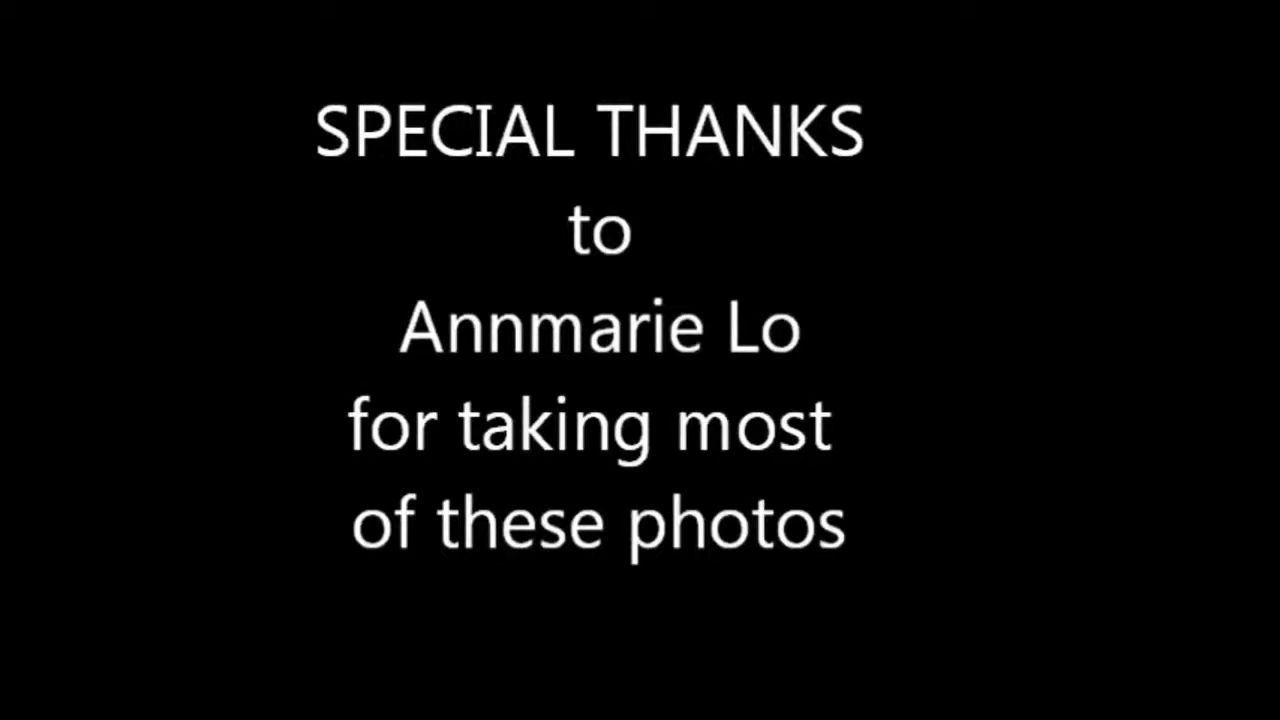 SPECIAL THANKS
to
Annmarie Lo
for taking most
of these photos